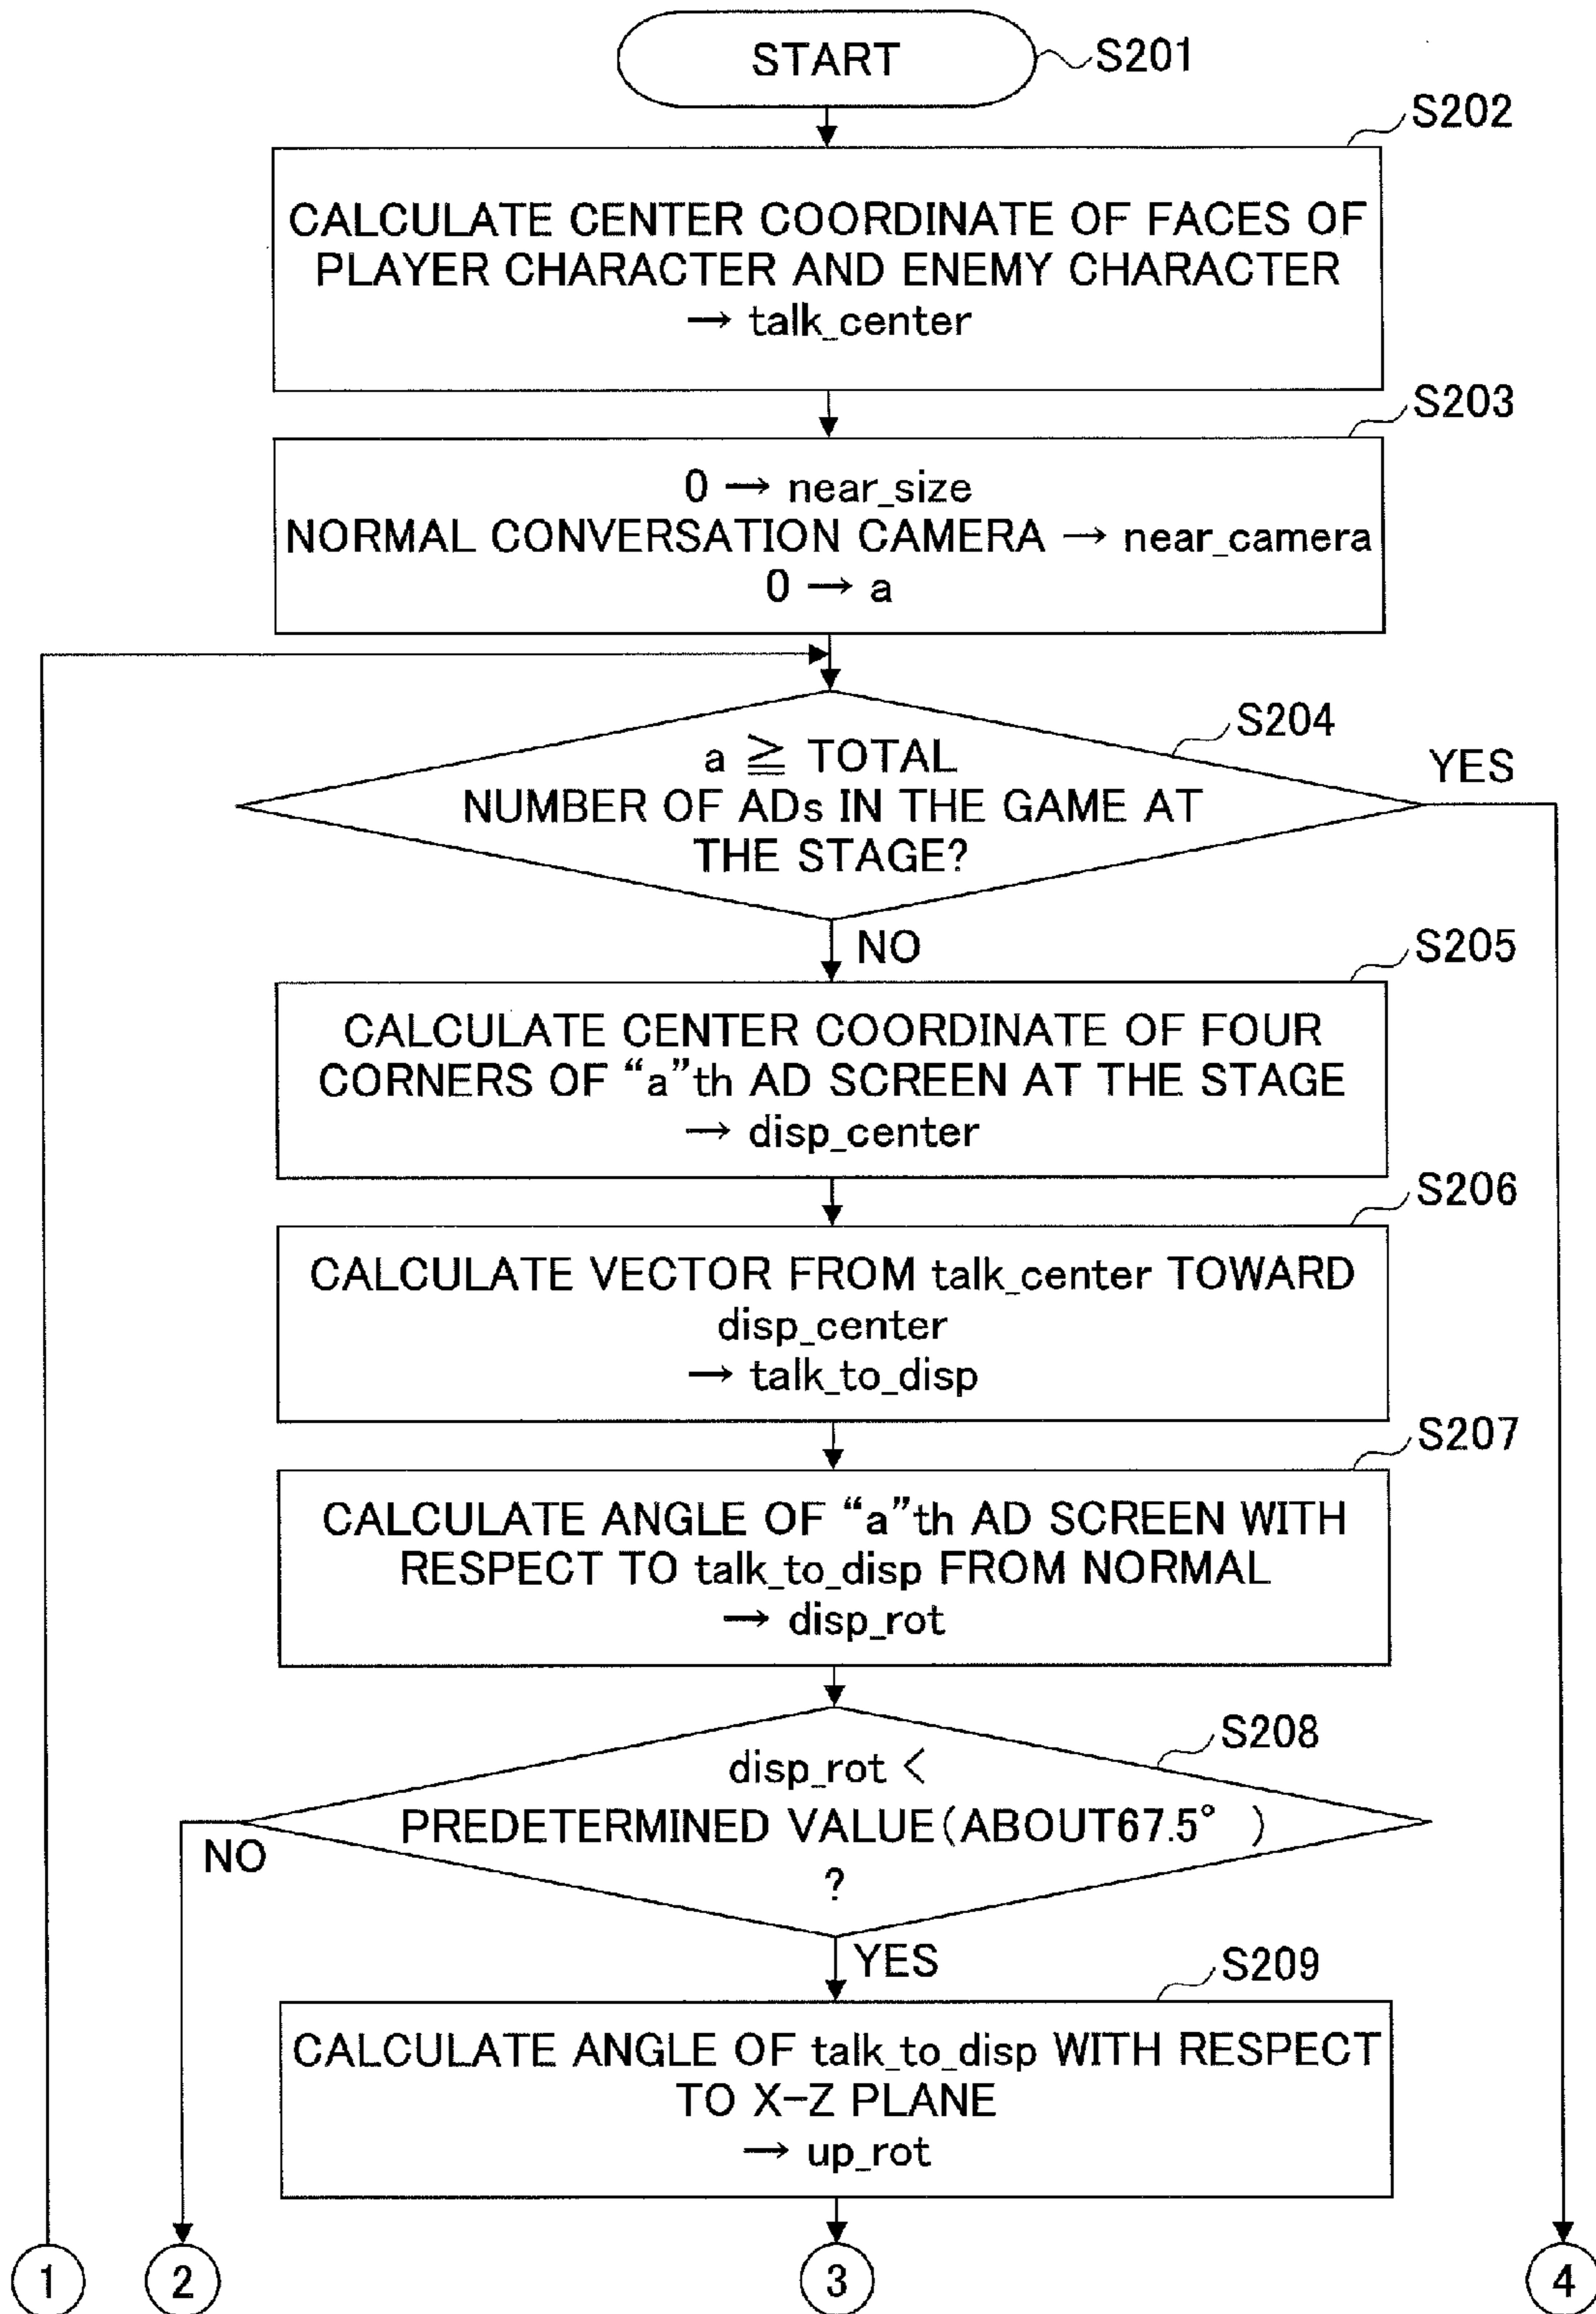 START
S201
S202
CALCULATE CENTER COORDINATE OF FACES OF
PLAYER CHARACTER AND ENEMY CHARACTER
→ talk_center
S203
0 → near_size
NORMAL CONVERSATION CAMERA → near_camera
0 → a
S204
a ≧ TOTAL
NUMBER OF ADs IN THE GAME AT
THE STAGE?
YES
NO
S205
CALCULATE CENTER COORDINATE OF FOUR
CORNERS OF “a”th AD SCREEN AT THE STAGE
→ disp_center
S206
CALCULATE VECTOR FROM talk_center TOWARD
disp_center
→ talk_to_disp
S207
CALCULATE ANGLE OF “a”th AD SCREEN WITH
RESPECT TO talk_to_disp FROM NORMAL
→ disp_rot
S208
disp_rot <
PREDETERMINED VALUE(ABOUT67.5° )
?
NO
YES
S209
CALCULATE ANGLE OF talk_to_disp WITH RESPECT
TO X-Z PLANE
→ up_rot
1
2
3
4